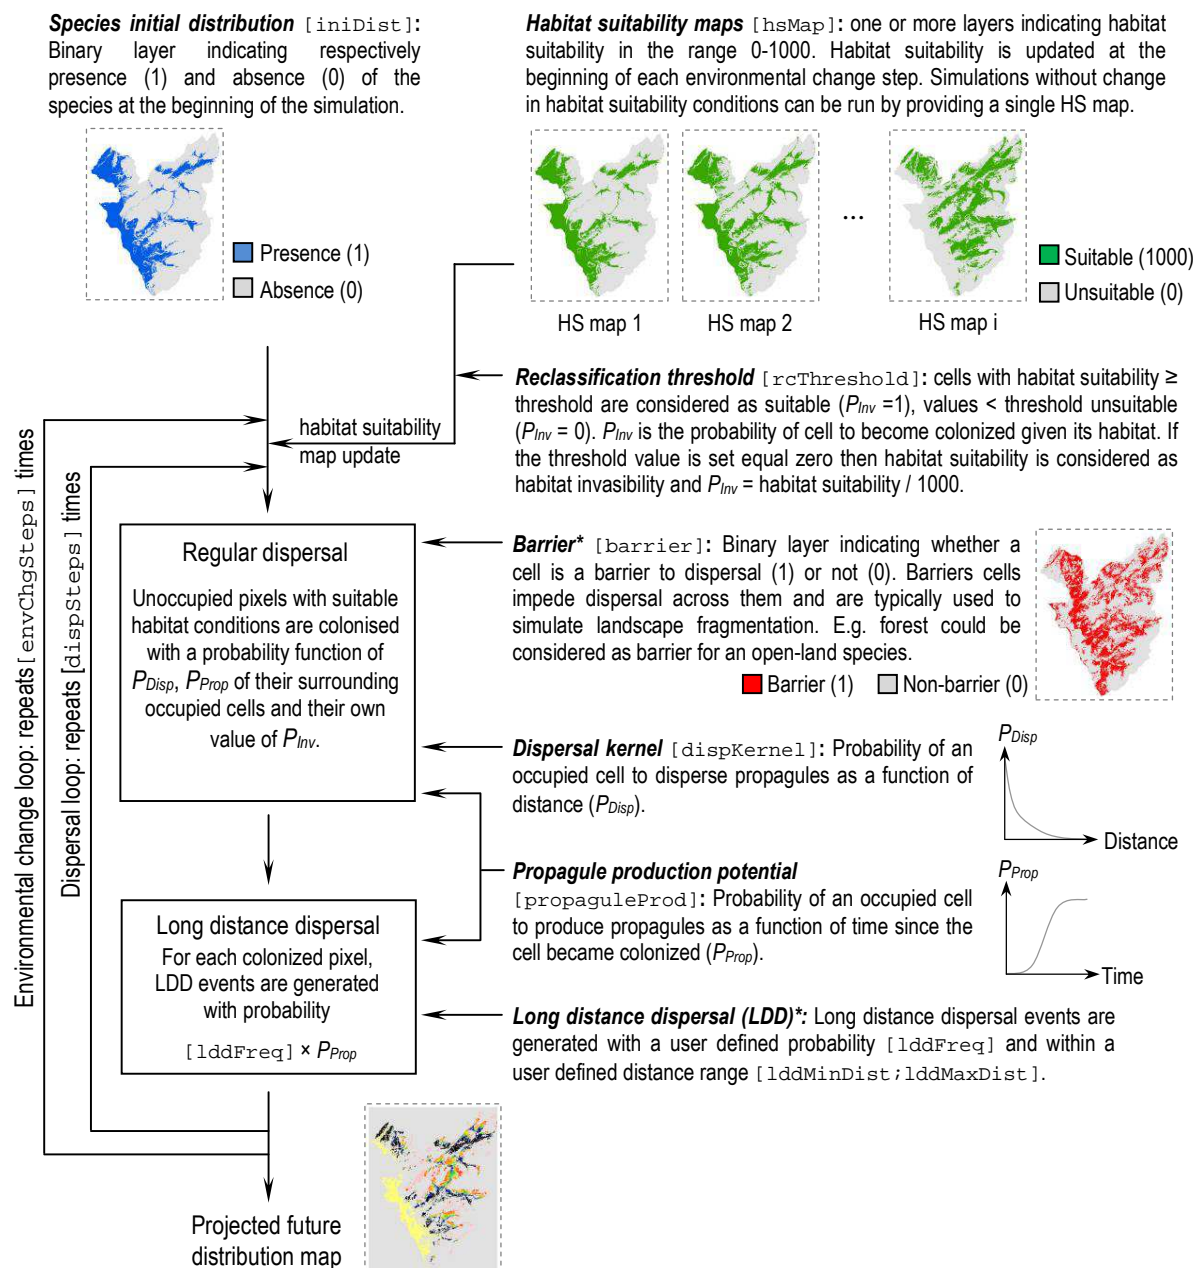 Species initial distribution [iniDist]:
Binary layer indicating respectively
presence (1) and absence (0) of the
species at the beginning of the simulation.
Presence (1)
Absence (0)
Habitat suitability maps [hsMap]: one or more layers indicating habitat
suitability in the range 0-1000. Habitat suitability is updated at the
beginning of each environmental change step. Simulations without change
in habitat suitability conditions can be run by providing a single HS map.
...
Suitable (1000)
Unsuitable (0)
HS map 1
HS map 2
HS map i
Reclassification threshold [rcThreshold]: cells with habitat suitability ≥
threshold are considered as suitable (PInv =1), values < threshold unsuitable
(PInv = 0). PInv is the probability of cell to become colonized given its habitat. If
the threshold value is set equal zero then habitat suitability is considered as
habitat invasibility and PInv = habitat suitability / 1000.
habitat suitability
map update
Environmental change loop: repeats [envChgSteps] times
Dispersal loop: repeats [dispSteps] times
Regular dispersal
Unoccupied pixels with suitable
habitat conditions are colonised
with a probability function of
PDisp, PProp of their surrounding
occupied cells and their own
value of PInv.
Barrier* [barrier]: Binary layer indicating whether a
cell is a barrier to dispersal (1) or not (0). Barriers cells
impede dispersal across them and are typically used to
simulate landscape fragmentation. E.g. forest could be
considered as barrier for an open-land species.
Barrier (1)
Non-barrier (0)
Dispersal kernel [dispKernel]: Probability of an
occupied cell to disperse propagules as a function of
distance (PDisp).
PDisp
Distance
Propagule production potential
[propaguleProd]: Probability of an occupied cell
to produce propagules as a function of time since the
cell became colonized (PProp).
PProp
Time
Long distance dispersal
For each colonized pixel,
LDD events are generated
with probability
[lddFreq] × PProp
Long distance dispersal (LDD)*: Long distance dispersal events are
generated with a user defined probability [lddFreq] and within a
user defined distance range [lddMinDist;lddMaxDist].
Projected future
distribution map